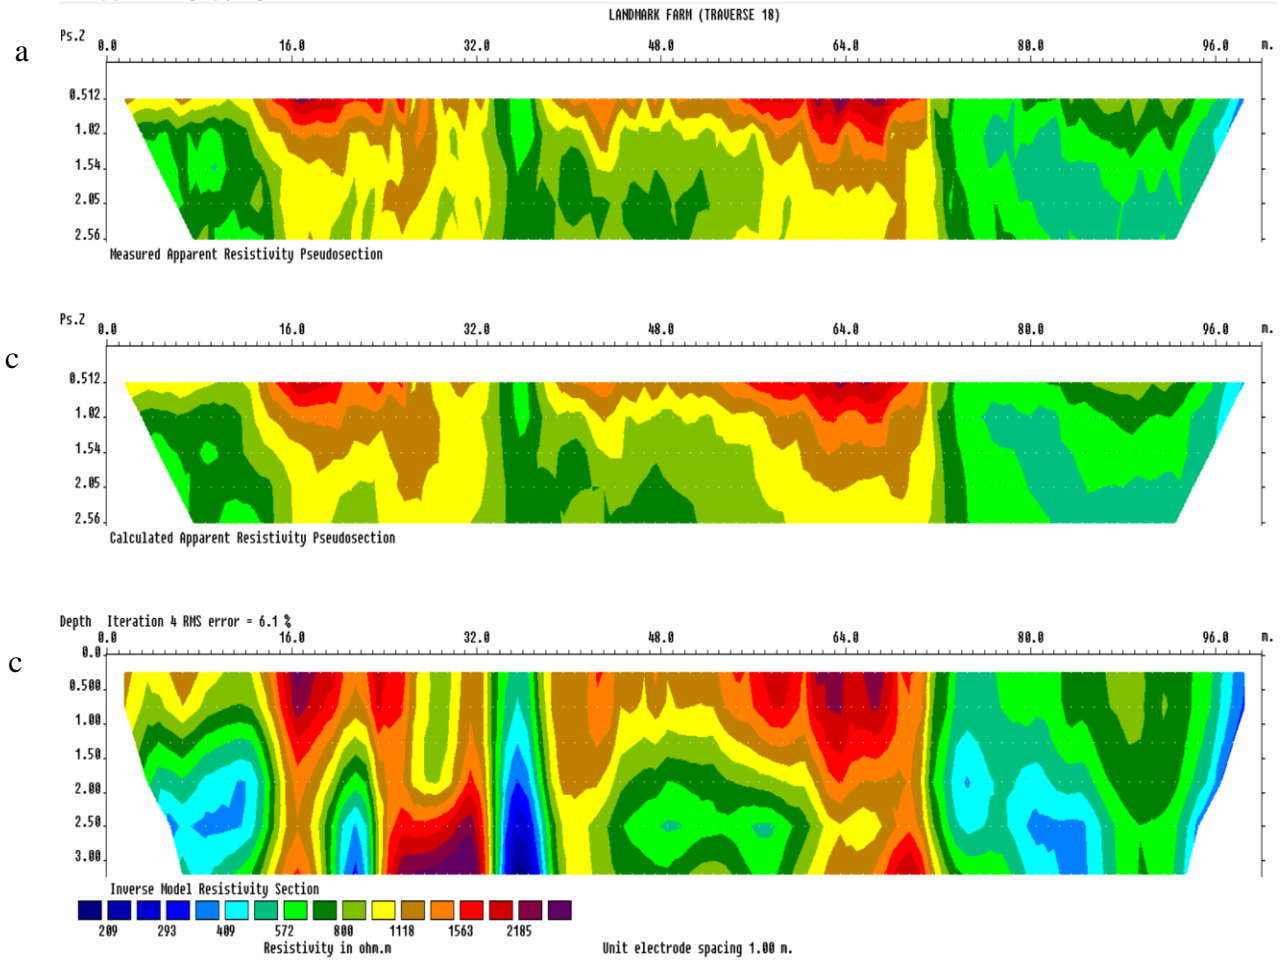 LANDMARK FARM (TRAVERSE 18)
a
Ps.Z 0.0 16.0 32.0 48.0 64.0 80.0 96.0 m.
0.512
1.02
1.54
2.05
2.56
Measured Apparent Resistivity Pseudosection
c
Ps.Z 0.0 16.0 32.0 48.0 64.0 80.0 96.0 m.
0.512
1.02
1.54
2.05
2.56
Calculated Apparent Resistivity Pseudosection
Depth Iteration 4 RMS error = 6.1 %
0.0 16.0 32.0 48.0 64.0 80.0 96.0 m.
c
0.0
0.500
1.00
1.50
2.00
2.50
3.00
Inverse Model Resistivity Section
209 293 409 572 800 1118 1563 2185
Resistivity in ohm.m Unit electrode spacing 1.00 m.